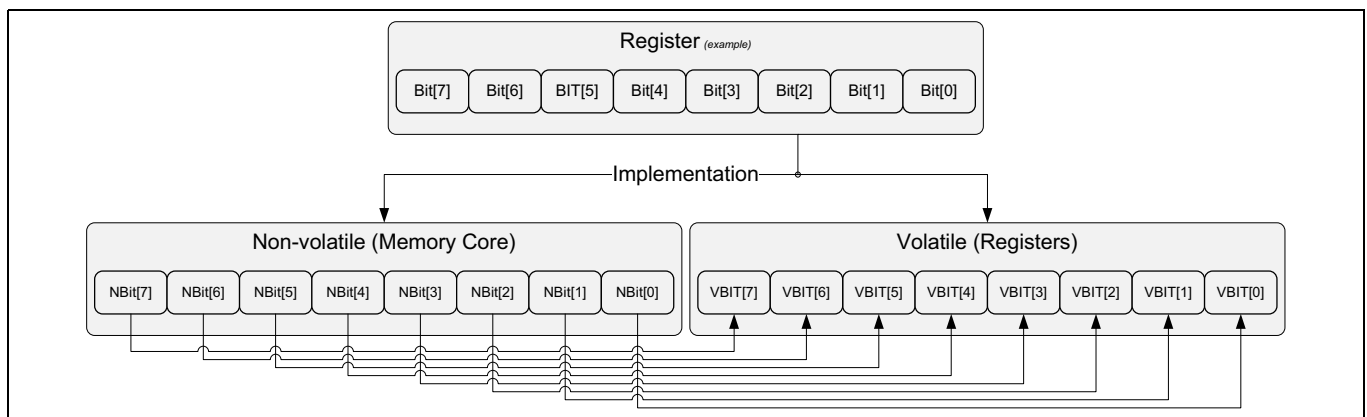 Register (example)
Bit[7] Bit[6] BIT[5] Bit[4] Bit[3] Bit[2] Bit[1] Bit[0]
Implementation
Non-volatile (Memory Core) Volatile (Registers)
NBit[7] NBit[6] NBit[5] NBit[4] NBit[3] NBit[2] NBit[1] NBit[0] VBIT[7] VBIT[6] VBIT[5] VBIT[4] VBIT[3] VBIT[2] VBIT[1] VBIT[0]